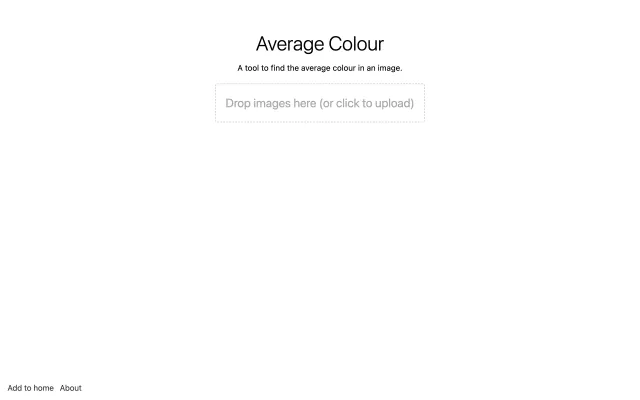 Average Colour
A tool to find the average colour in an image.
Drop images here (or click to upload)
Add to home About